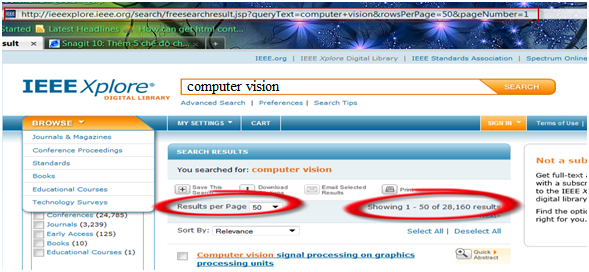 http://ieeexplore.ieee.org/search/freesearchresult.jsp?queryText=computer+vision&rowsPerPage=50&pageNumber=1
Started Latest Headlines How can get html cont...
sult x Snagit 10: Thêm 5 chế độ ch...
IEEE.org | IEEE Xplore Digital Library | IEEE Standards Association | Spectrum Online
IEEE Xplore®
DIGITAL LIBRARY
computer vision
SEARCH
Advanced Search | Preferences | Search Tips
BROWSE
MY SETTINGS
CART
SIGN IN
Terms of Use |
Journals & Magazines
Conference Proceedings
Standards
Books
Educational Courses
Technology Surveys
Conferences (24,785)
Journals (3,239)
Early Access (125)
Books (10)
Educational Courses (1)
SEARCH RESULTS
You searched for: computer vision
Save This Search
Download Citations
Email Selected Results
Print
Results per Page 50
Showing 1 - 50 of 28,160 results
Sort By: Relevance
Select All | Deselect All
Computer vision signal processing on graphics
processing units
Quick Abstract
Not a sub
Get full-text a
with a subscr
to the IEEE X
digital library
Find the optio
right for you.